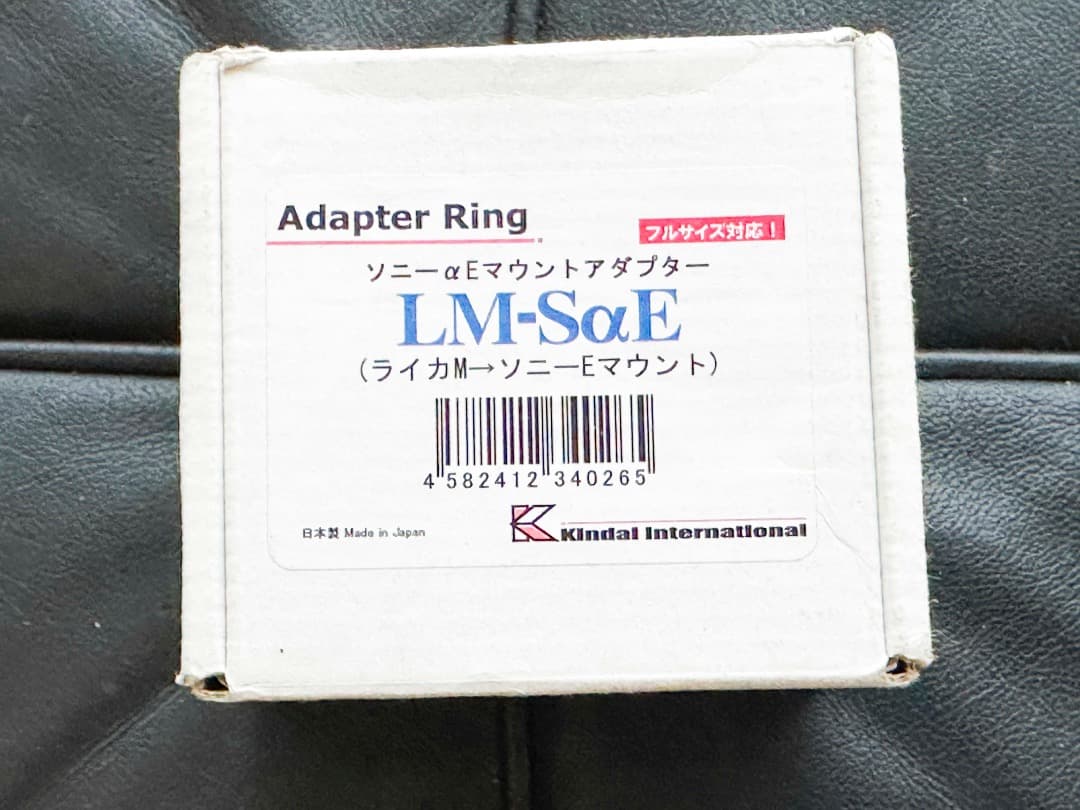 Adapter Ring
フルサイズ対応！
ソニーαEマウントアダプター
LM-SαE
（ライカM→ソニーEマウント）
4 582412 340265
日本製 Made in Japan
Kindai International